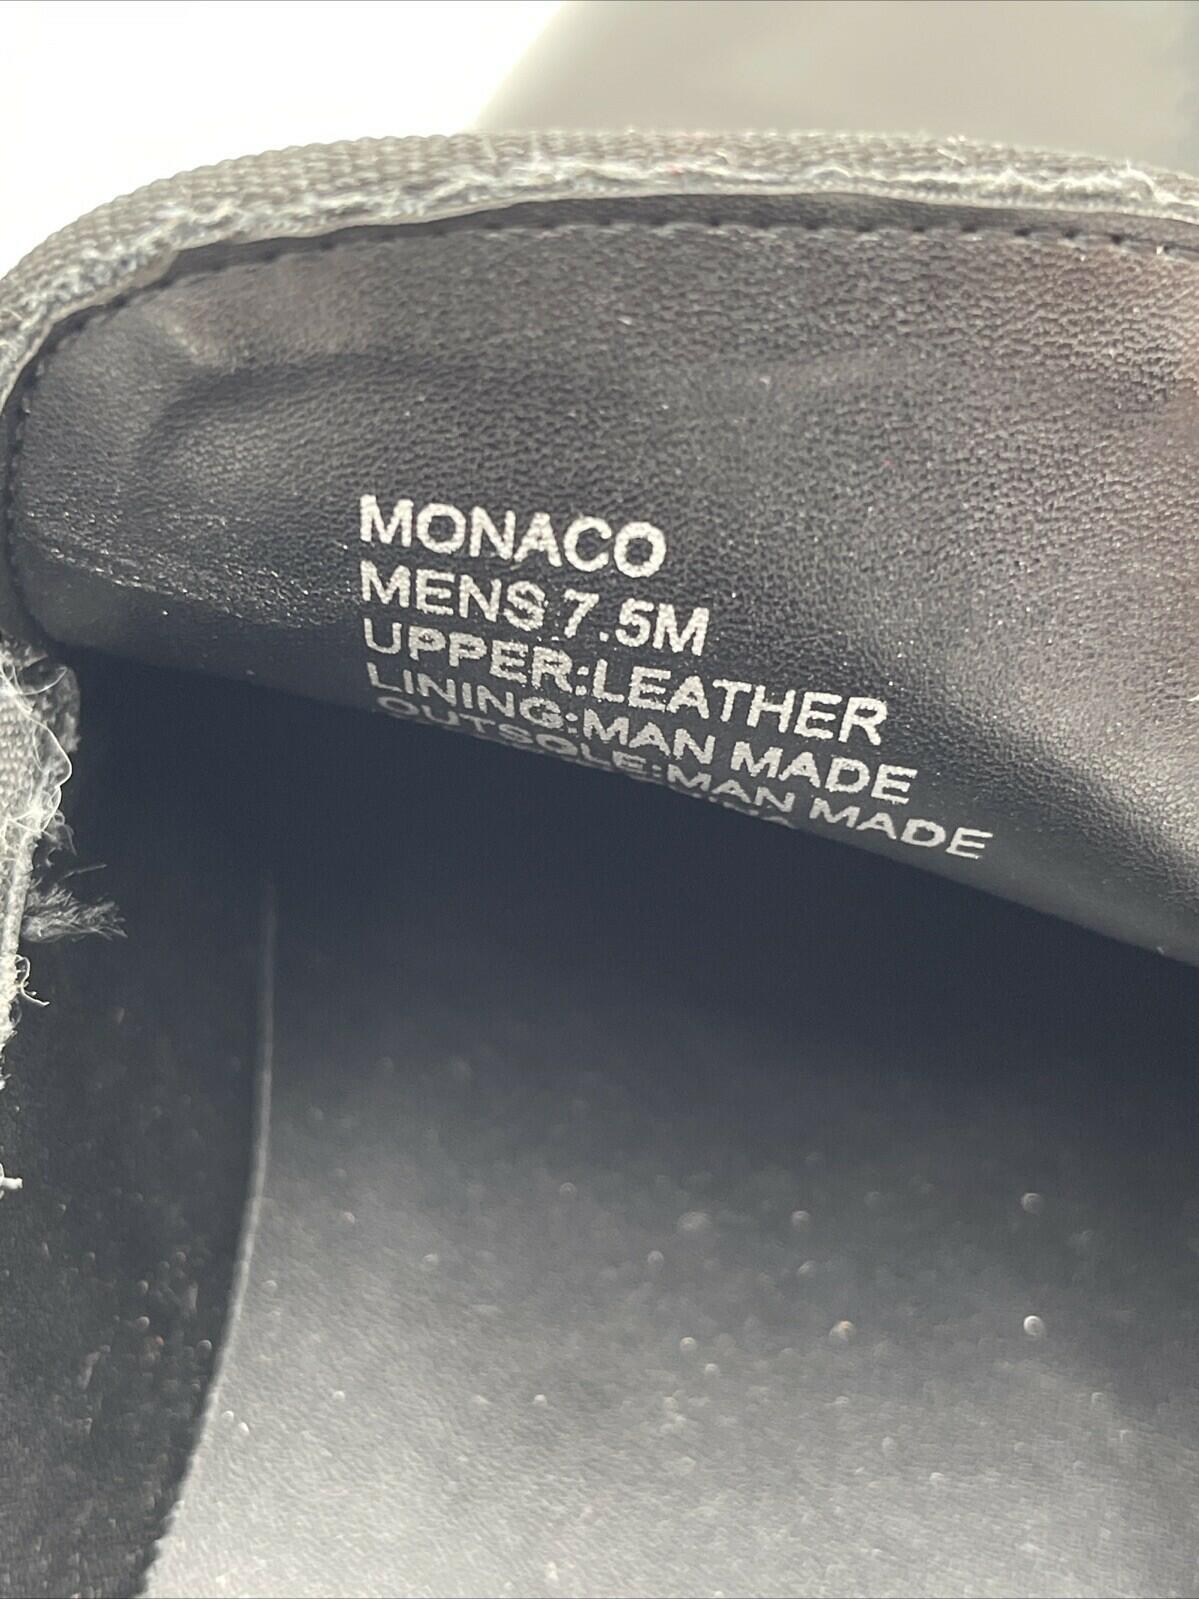 MONACO
MENS 7.5M
UPPER:LEATHER
LINING:MAN MADE
OUTSOLE:MAN MADE